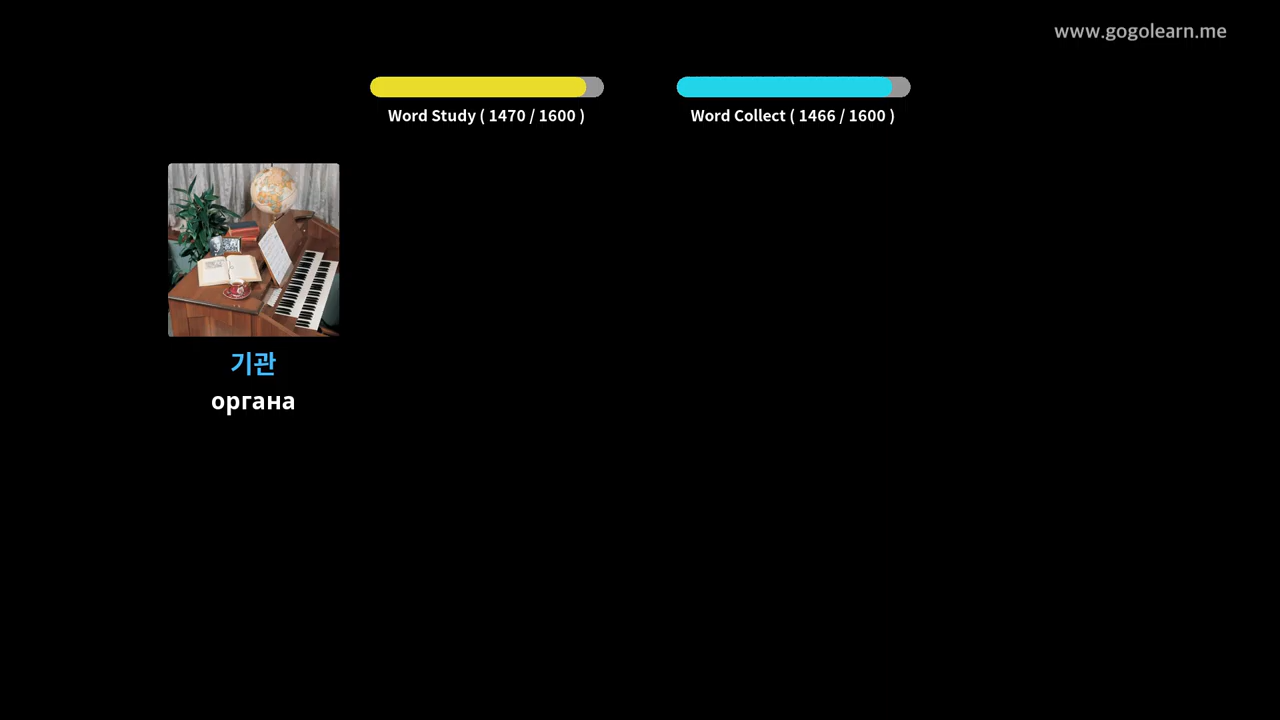 www.gogolearn.me
Word Study ( 1470 / 1600 )
Word Collect ( 1466 / 1600 )
기관
органа